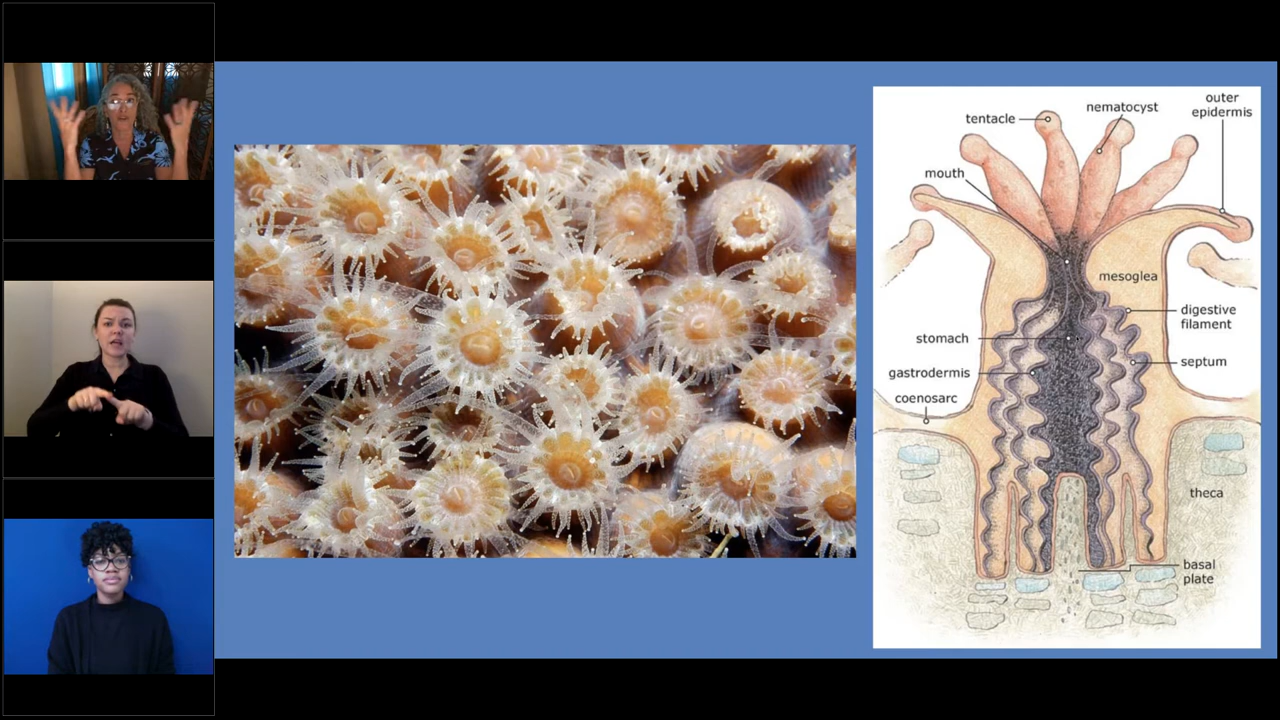 tentacle
nematocyst
outer
epidermis
mouth
mesoglea
digestive
filament
stomach
septum
gastrodermis
coenosarc
theca
basal
plate